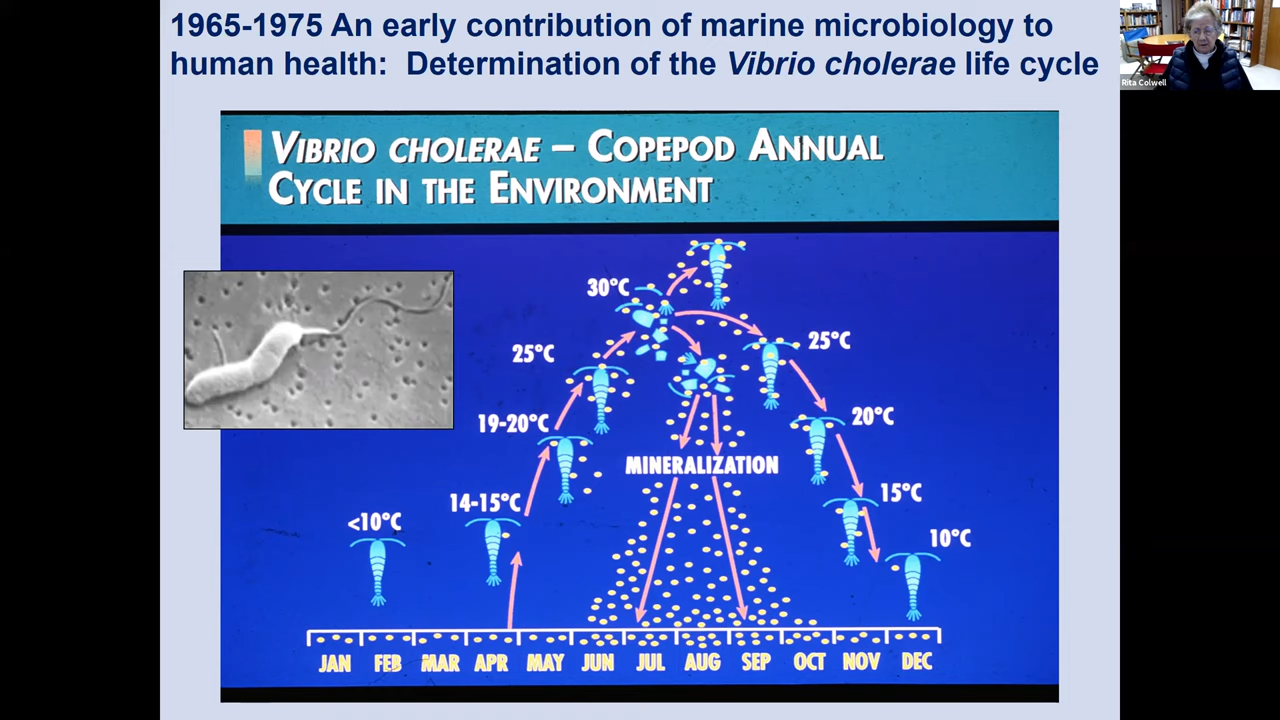 1965-1975 An early contribution of marine microbiology to
human health: Determination of the Vibrio cholerae life cycle
Rita Colwell
VIBRIO CHOLERAE – COPEPOD ANNUAL
CYCLE IN THE ENVIRONMENT
30°C
25°C
25°C
19-20°C
20°C
MINERALIZATION
14-15°C
15°C
<10°C
10°C
JAN FEB MAR APR MAY JUN JUL AUG SEP OCT NOV DEC